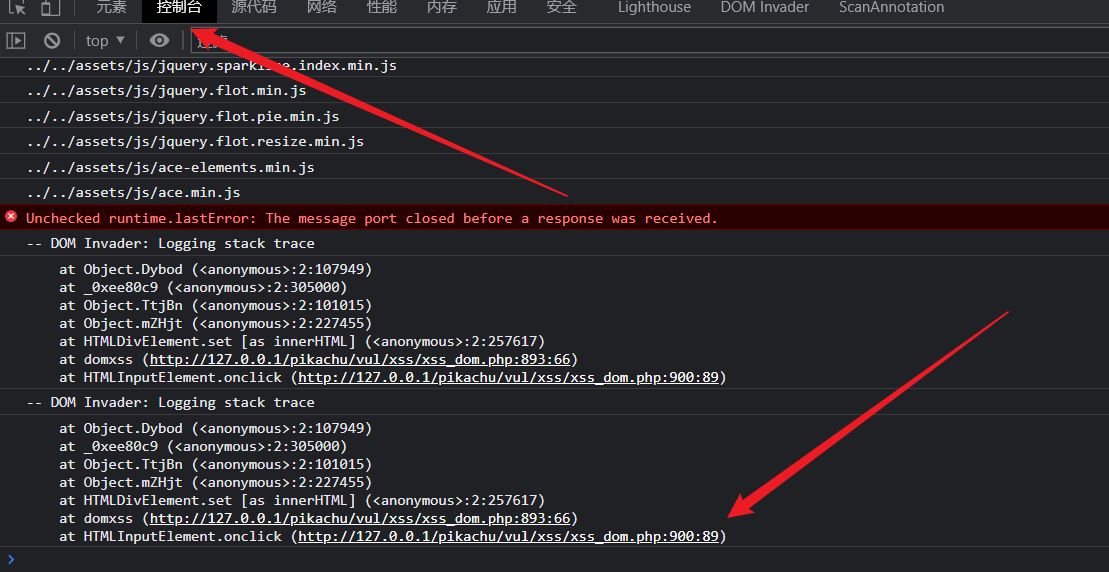 元素 控制台 源代码 网络 性能 内存 应用 安全 Lighthouse DOM Invader ScanAnnotation
top ▼
../../assets/js/jquery.sparkline.index.min.js
../../assets/js/jquery.flot.min.js
../../assets/js/jquery.flot.pie.min.js
../../assets/js/jquery.flot.resize.min.js
../../assets/js/ace-elements.min.js
../../assets/js/ace.min.js
Unchecked runtime.lastError: The message port closed before a response was received.
-- DOM Invader: Logging stack trace
at Object.Dybod (<anonymous>:2:107949)
at _0xee80c9 (<anonymous>:2:305000)
at Object.TtjBn (<anonymous>:2:101015)
at Object.mZHjt (<anonymous>:2:227455)
at HTMLDivElement.set [as innerHTML] (<anonymous>:2:257617)
at domxss (http://127.0.0.1/pikachu/vul/xss/xss_dom.php:893:66)
at HTMLInputElement.onclick (http://127.0.0.1/pikachu/vul/xss/xss_dom.php:900:89)
-- DOM Invader: Logging stack trace
at Object.Dybod (<anonymous>:2:107949)
at _0xee80c9 (<anonymous>:2:305000)
at Object.TtjBn (<anonymous>:2:101015)
at Object.mZHjt (<anonymous>:2:227455)
at HTMLDivElement.set [as innerHTML] (<anonymous>:2:257617)
at domxss (http://127.0.0.1/pikachu/vul/xss/xss_dom.php:893:66)
at HTMLInputElement.onclick (http://127.0.0.1/pikachu/vul/xss/xss_dom.php:900:89)